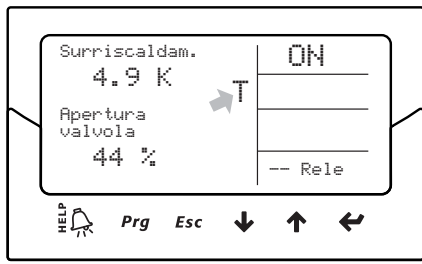 Surriscaldam.
4.9 K
Apertura
valvola
44 %
T
ON
-- Rele
HELP
Prg
Esc